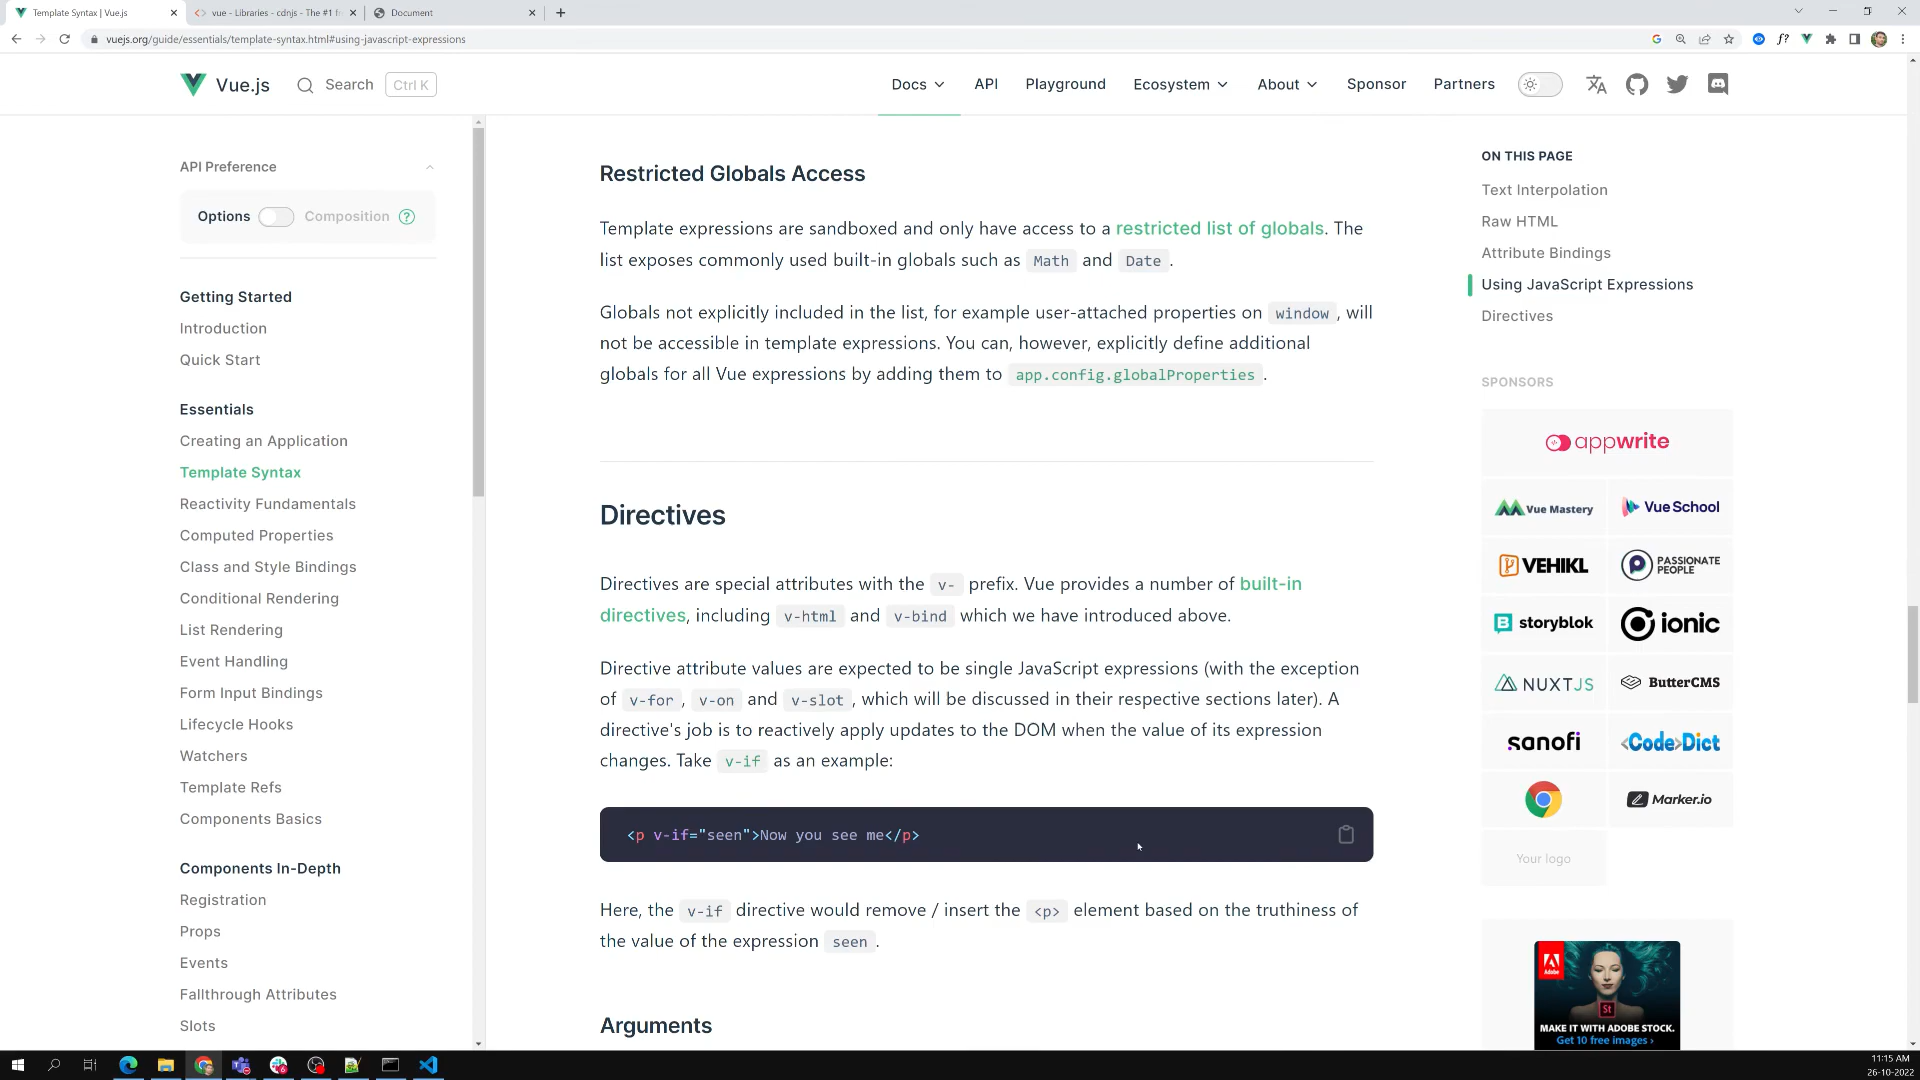 Template Syntax | Vue.js
vue - Libraries - cdnjs - The #1 f
Document
vuejs.org/guide/essentials/template-syntax.html#using-javascript-expressions
Vue.js
Search
Ctrl K
Docs
API
Playground
Ecosystem
About
Sponsor
Partners
API Preference
Options
Composition
?
Getting Started
Introduction
Quick Start
Essentials
Creating an Application
Template Syntax
Reactivity Fundamentals
Computed Properties
Class and Style Bindings
Conditional Rendering
List Rendering
Event Handling
Form Input Bindings
Lifecycle Hooks
Watchers
Template Refs
Components Basics
Components In-Depth
Registration
Props
Events
Fallthrough Attributes
Slots
Restricted Globals Access
Template expressions are sandboxed and only have access to a restricted list of globals. The
list exposes commonly used built-in globals such as Math and Date.
Globals not explicitly included in the list, for example user-attached properties on window, will
not be accessible in template expressions. You can, however, explicitly define additional
globals for all Vue expressions by adding them to app.config.globalProperties.
Directives
Directives are special attributes with the v- prefix. Vue provides a number of built-in
directives, including v-html and v-bind which we have introduced above.
Directive attribute values are expected to be single JavaScript expressions (with the exception
of v-for, v-on and v-slot, which will be discussed in their respective sections later). A
directive's job is to reactively apply updates to the DOM when the value of its expression
changes. Take v-if as an example:
<p v-if="seen">Now you see me</p>
Here, the v-if directive would remove / insert the <p> element based on the truthiness of
the value of the expression seen.
Arguments
ON THIS PAGE
Text Interpolation
Raw HTML
Attribute Bindings
Using JavaScript Expressions
Directives
SPONSORS
appwrite
Vue Mastery
Vue School
VEHIKL
PASSIONATE
PEOPLE
storyblok
ionic
NUXTJS
ButterCMS
sanofi
<Code>Dict
Marker.io
Your logo
Adobe
St
MAKE IT WITH ADOBE STOCK.
Get 10 free images ›
11:15 AM
26-10-2022